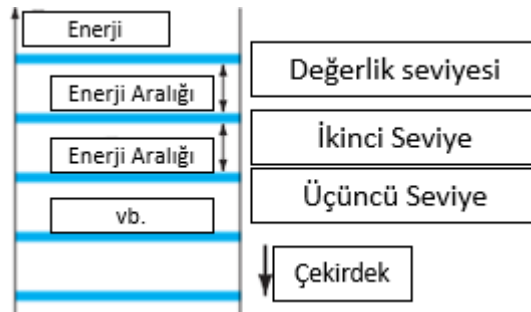 Enerji
Değerlik seviyesi
Enerji Aralığı
İkinci Seviye
Enerji Aralığı
Üçüncü Seviye
vb.
Çekirdek